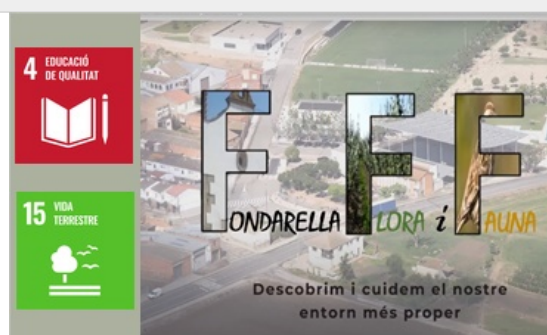 4 EDUCACIÓ
DE QUALITAT
15 VIDA
TERRESTRE
FONDARELLA FLORA i FAUNA
Descobrim i cuidem el nostre
entorn més proper